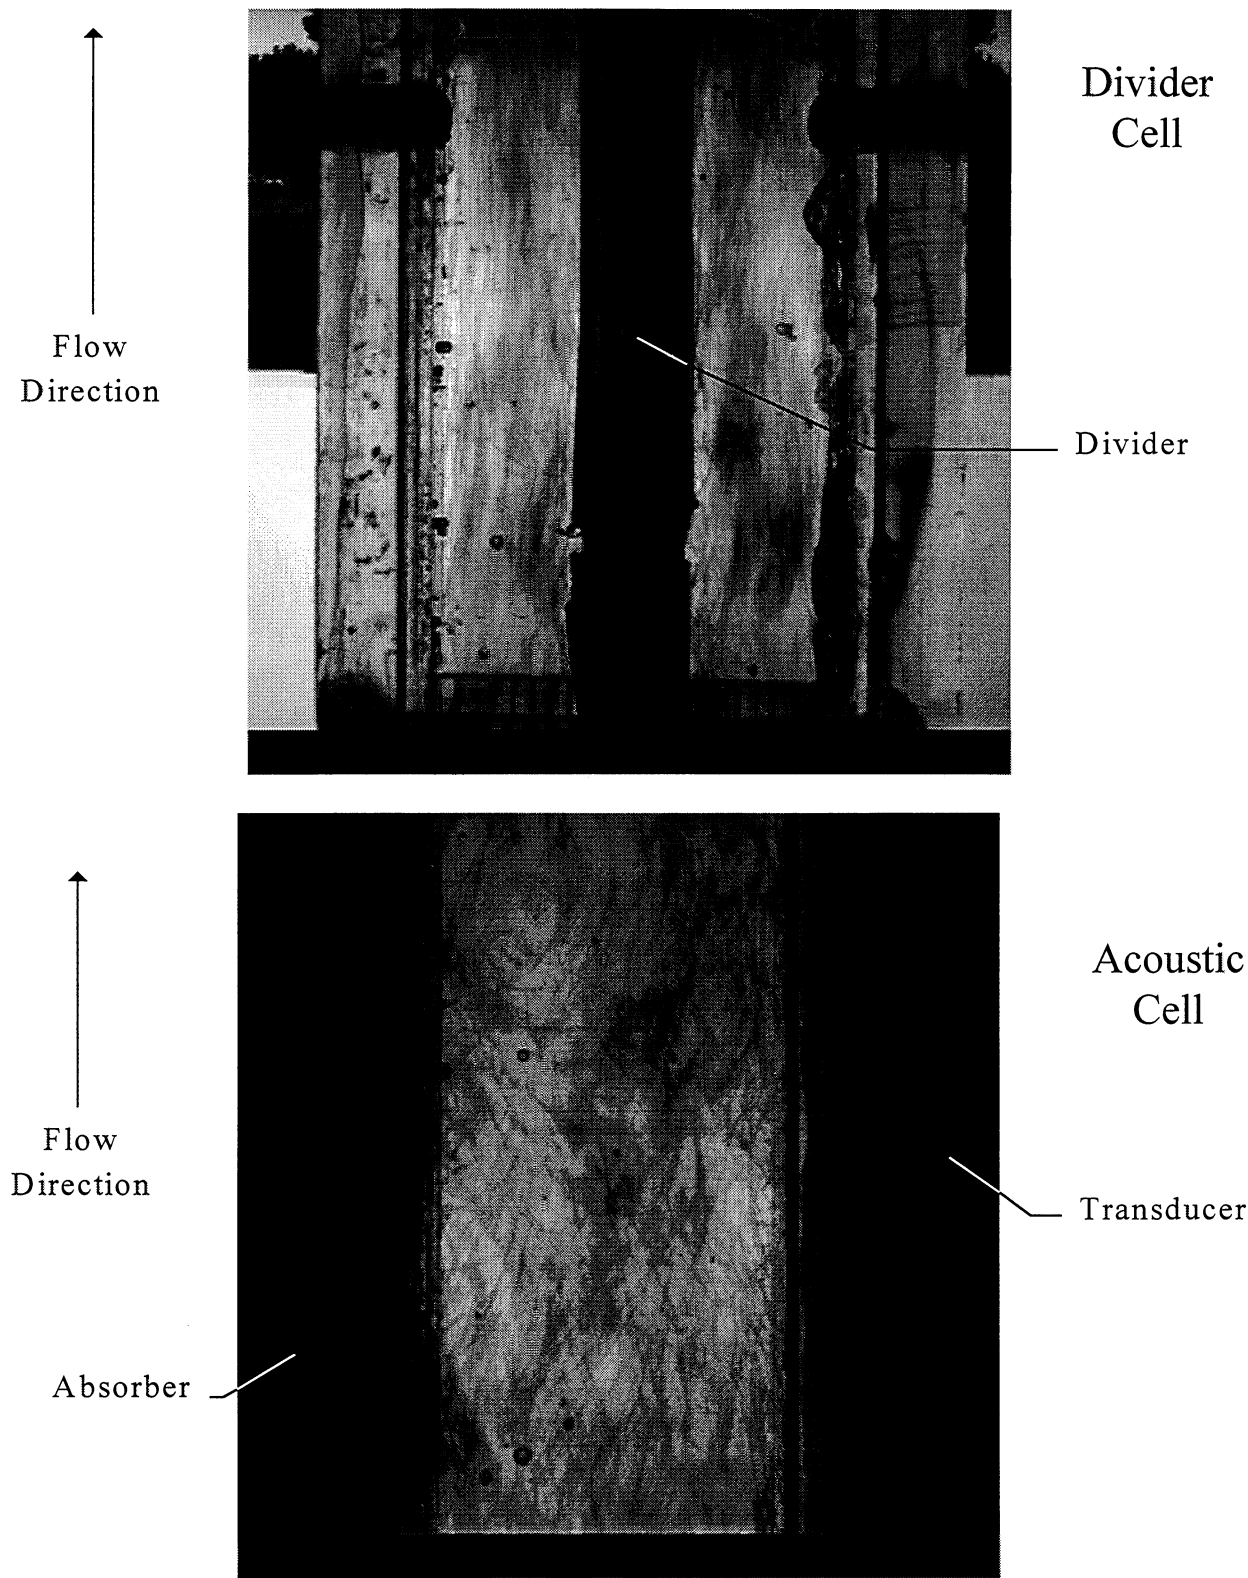 Divider
Cell
Flow
Direction
Divider
Acoustic
Cell
Flow
Direction
Transducer
Absorber